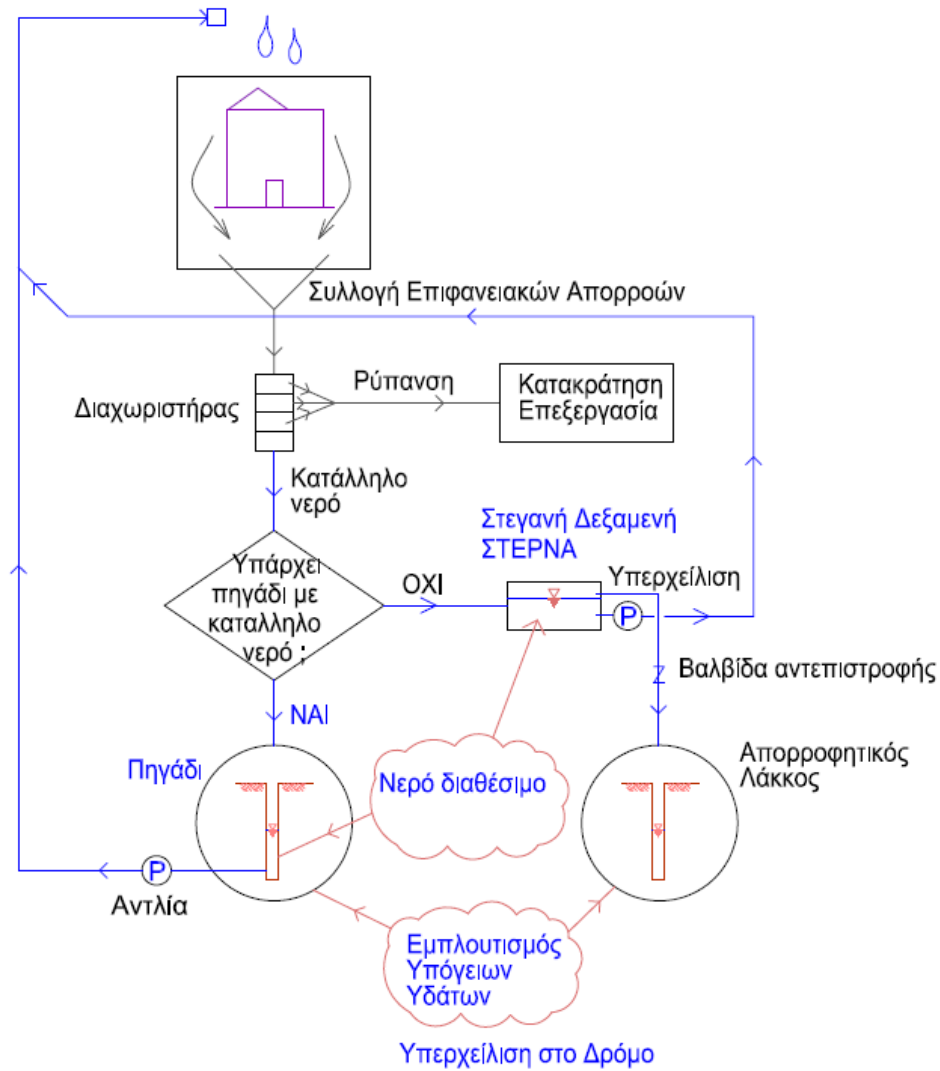 Συλλογή Επιφανειακών Απορροών
Ρύπανση
Κατακράτηση
Επεξεργασία
Διαχωριστήρας
Κατάλληλο
νερό
Στεγανή Δεξαμενή
ΣΤΕΡΝΑ
Υπάρχει
πηγάδι με
καταλληλο
νερό ;
ΟΧΙ
Υπερχείλιση
P
Βαλβίδα αντεπιστροφής
ΝΑΙ
Πηγάδι
Νερό διαθέσιμο
Απορροφητικός
Λάκκος
P
Αντλία
Εμπλουτισμός
Υπόγειων
Υδάτων
Υπερχείλιση στο Δρόμο